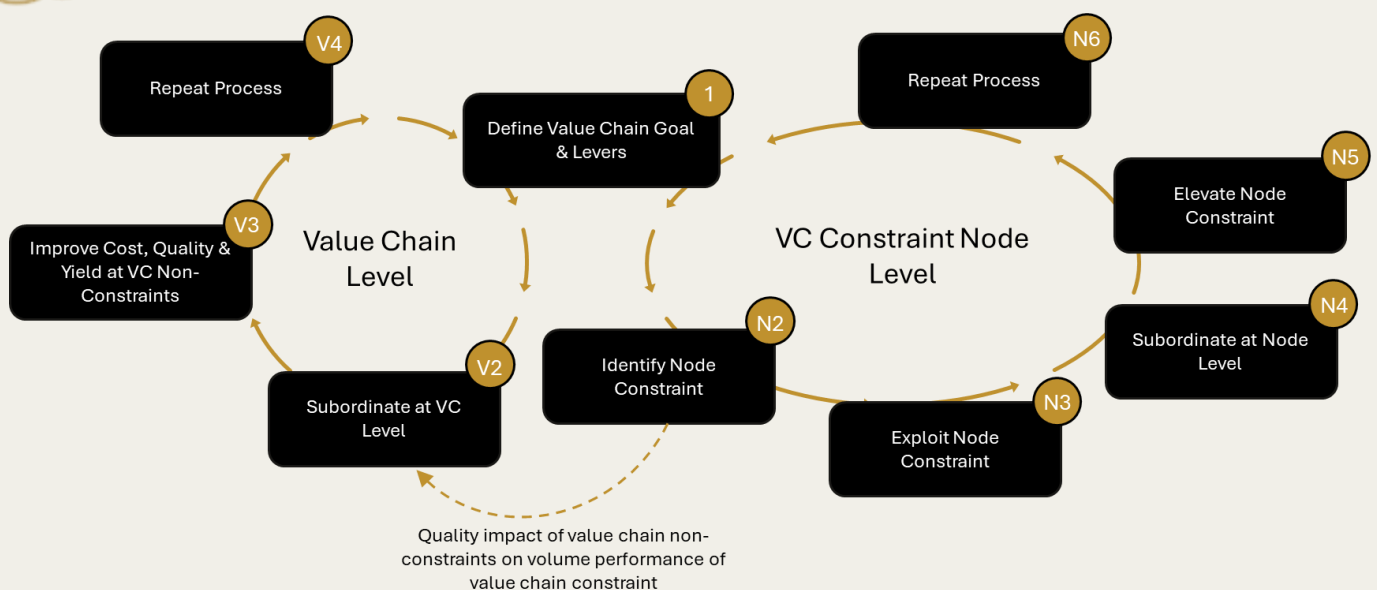 V4
Repeat Process
1
Define Value Chain Goal
& Levers
N6
Repeat Process
N5
Elevate Node
Constraint
V3
Improve Cost, Quality &
Yield at VC Non-
Constraints
Value Chain
Level
VC Constraint Node
Level
N4
Subordinate at Node
Level
N2
Identify Node
Constraint
V2
Subordinate at VC
Level
N3
Exploit Node
Constraint
Quality impact of value chain non-
constraints on volume performance of
value chain constraint